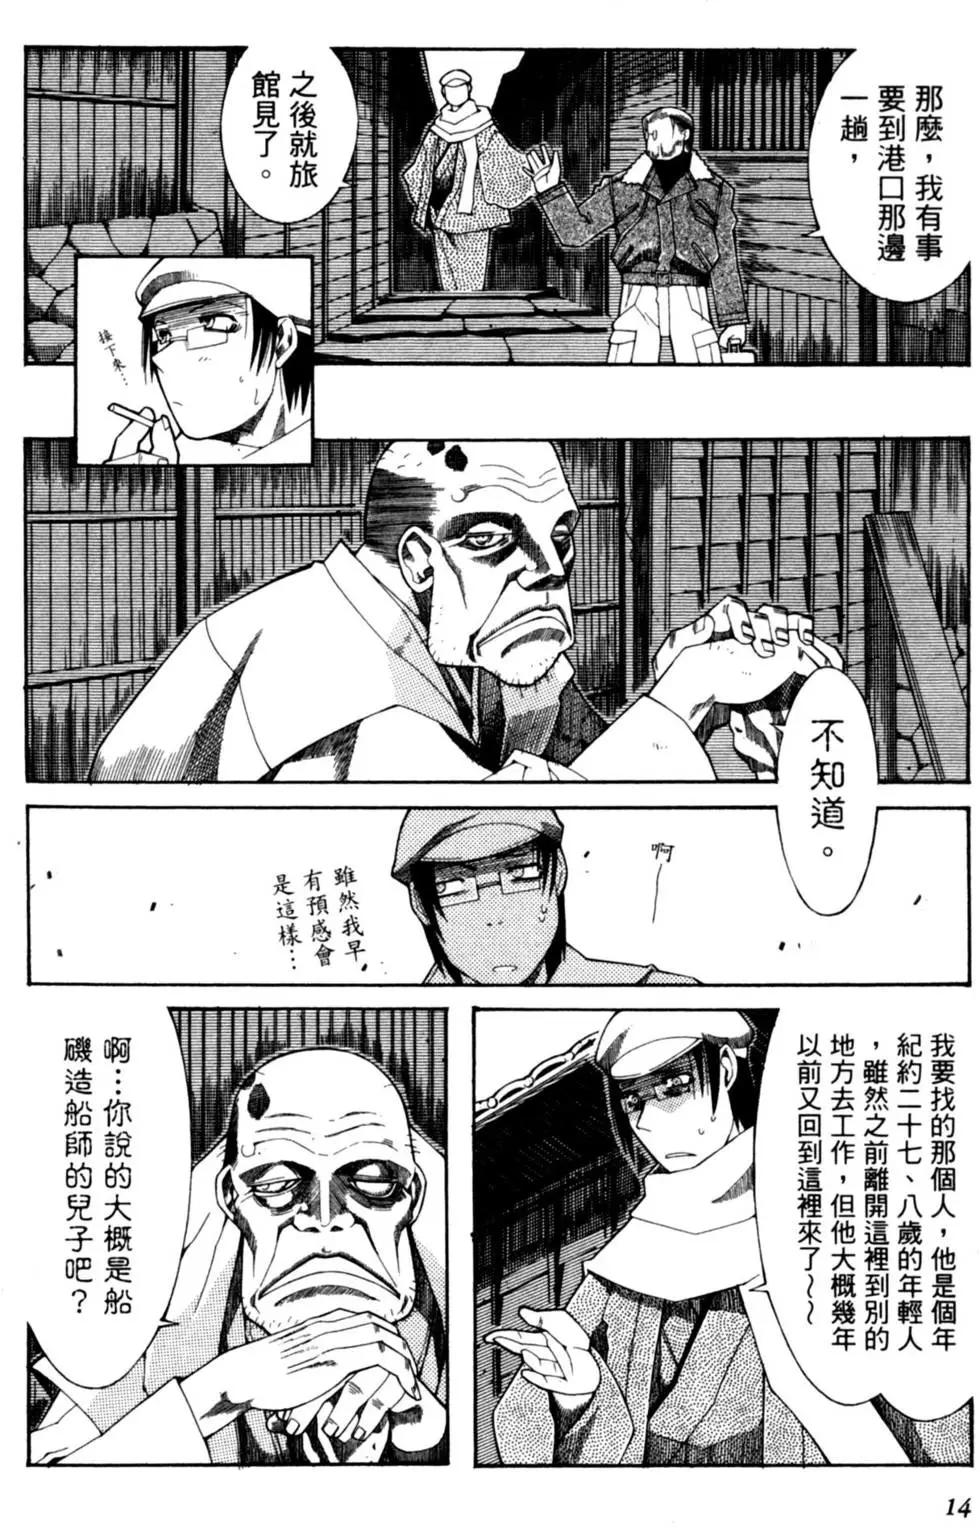 那麼，我有事
要到港口那邊
一趟，
之後就旅
館見了。
接下來…
不知道。
啊—
雖然我早
有預感會
是這樣…
我要找的那個人，他是個年
紀約二十七、八歲的年輕人
，雖然之前離開這裡到別的
地方去工作，但他大概幾年
以前又回到這裡來了～～
啊…你說的大概是船
磯造船師的兒子吧？
14